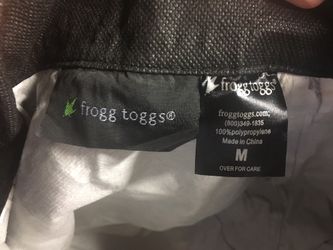 frogg toggs®
froggtoggs®
froggtoggs.com
(800)349-1835
100%polypropylene
Made in China
M
OVER FOR CARE